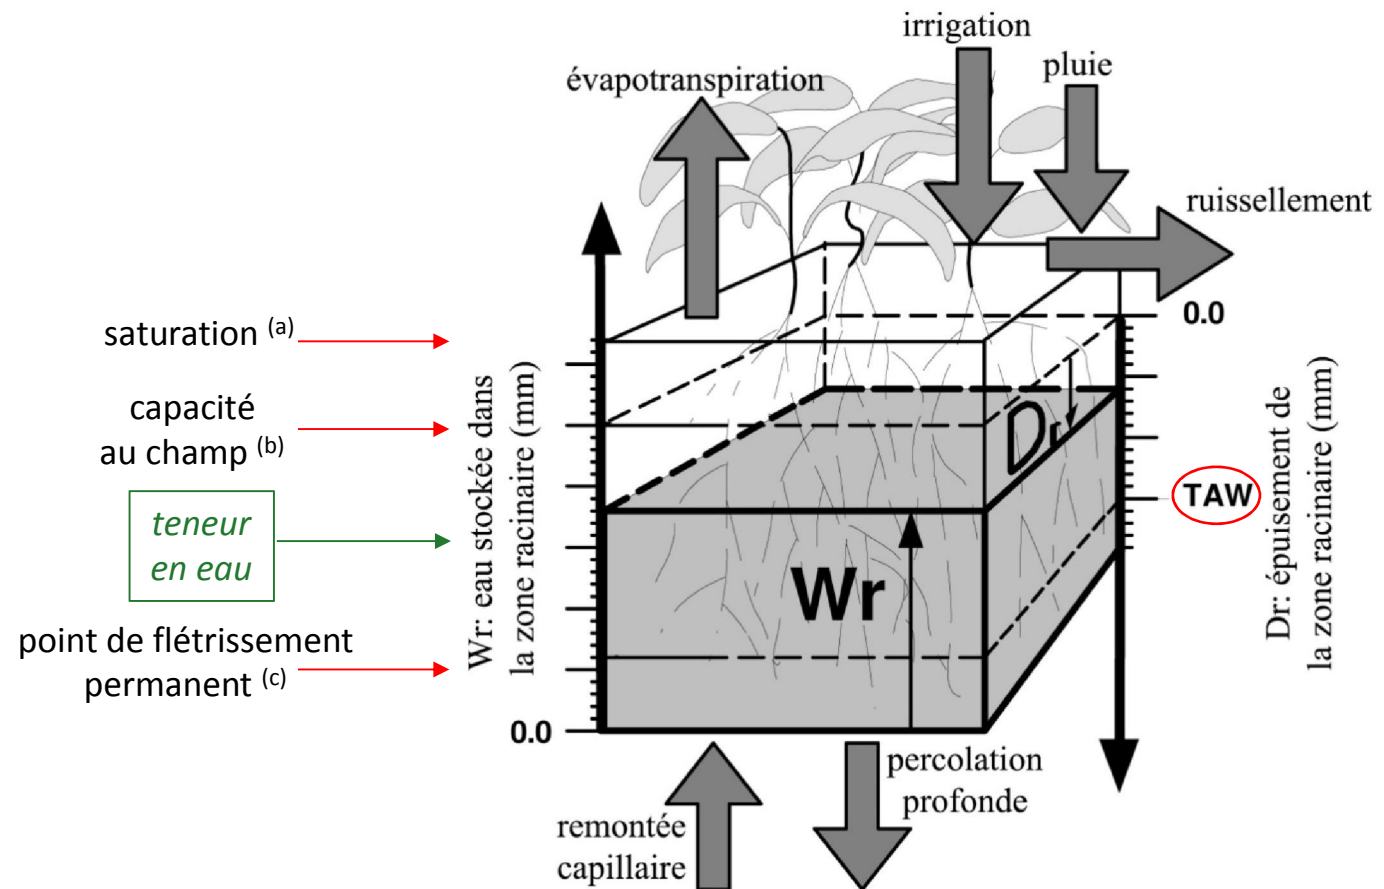 irrigation
pluie
évapotranspiration
ruissellement
saturation (a)
0.0
capacité
au champ (b)
Dr
Wr: eau stockée dans
la zone racinaire (mm)
Dr: épuisement de
la zone racinaire (mm)
TAW
teneur
en eau
Wr
point de flétrissement
permanent (c)
0.0
percolation
profonde
remontée
capillaire